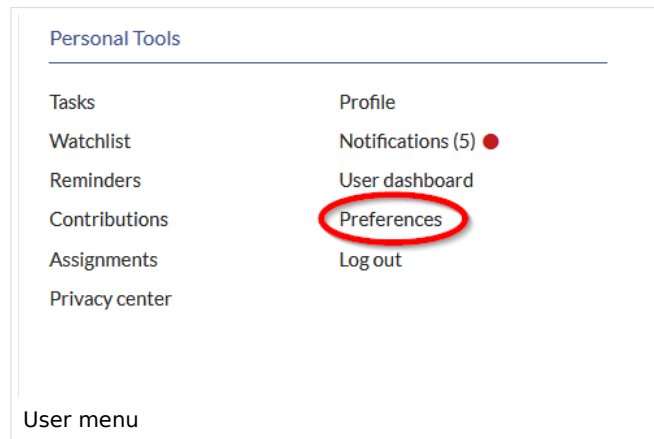 Personal Tools
Tasks
Watchlist
Reminders
Contributions
Assignments
Privacy center
Profile
Notifications (5)
User dashboard
Preferences
Log out
User menu